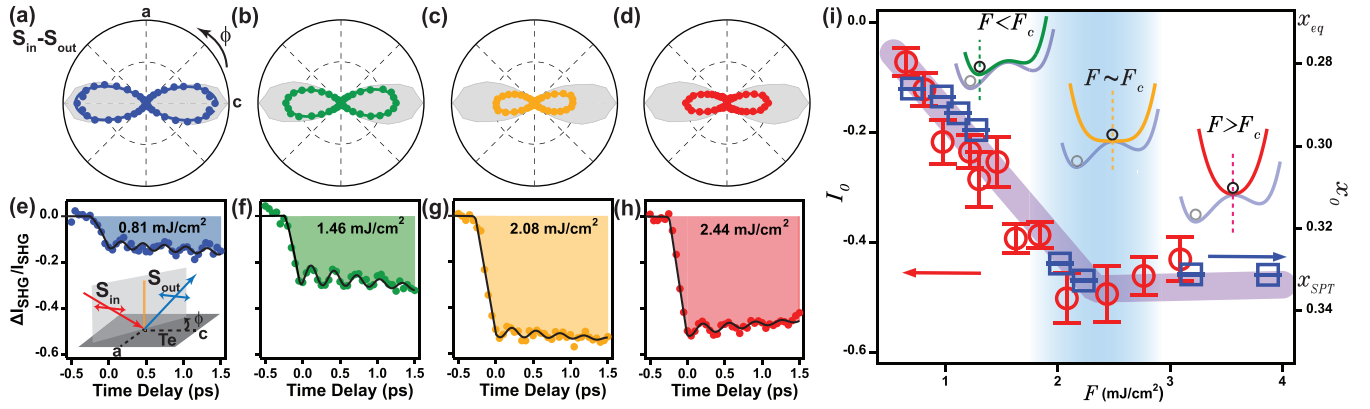 (a)
S_in-S_out
a
ϕ
c
(b)
(c)
(d)
(e)
0.81 mJ/cm²
ΔI_SHG/I_SHG
0.0
-0.2
-0.4
-0.6
S_in
S_out
ϕ
a
Te
c
-0.5 0.0 0.5 1.0 1.5
Time Delay (ps)
(f)
1.46 mJ/cm²
-0.5 0.0 0.5 1.0 1.5
Time Delay (ps)
(g)
2.08 mJ/cm²
-0.5 0.0 0.5 1.0 1.5
Time Delay (ps)
(h)
2.44 mJ/cm²
-0.5 0.0 0.5 1.0 1.5
Time Delay (ps)
(i)
I_0
0.0
-0.2
-0.4
-0.6
F<F_c
F~F_c
F>F_c
x_eq
0.28
0.30
0.32
x_SPT
0.34
x_0
1 2 3 4
F (mJ/cm²)